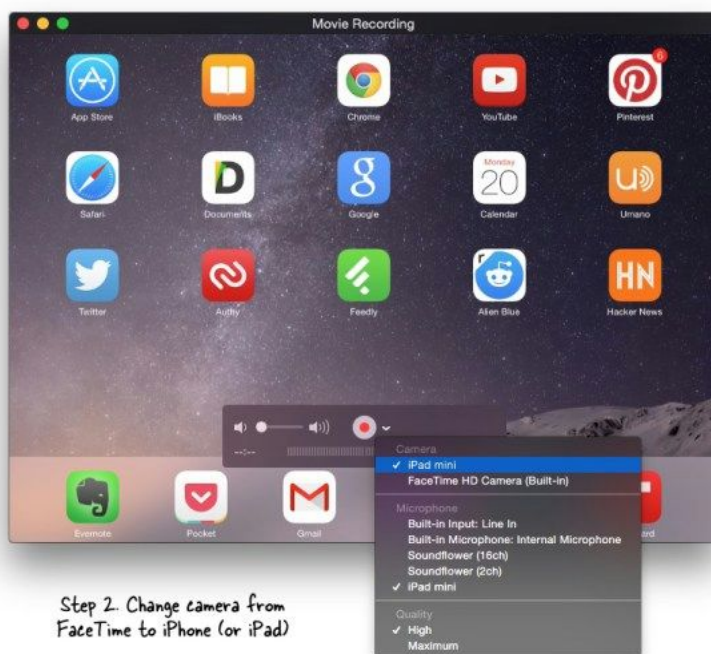 Movie Recording
6
App Store
iBooks
Chrome
YouTube
Pinterest
Monday
20
Safari
Documents
Google
Calendar
Umano
HN
Twitter
Authy
Feedly
Alien Blue
Hacker News
--:--
Camera
✓ iPad mini
FaceTime HD Camera (Built-in)
Microphone
Built-in Input: Line In
Built-in Microphone: Internal Microphone
Soundflower (16ch)
Soundflower (2ch)
✓ iPad mini
Quality
✓ High
Maximum
Evernote
Pocket
Gmail
Step 2. Change camera from
FaceTime to iPhone (or iPad)